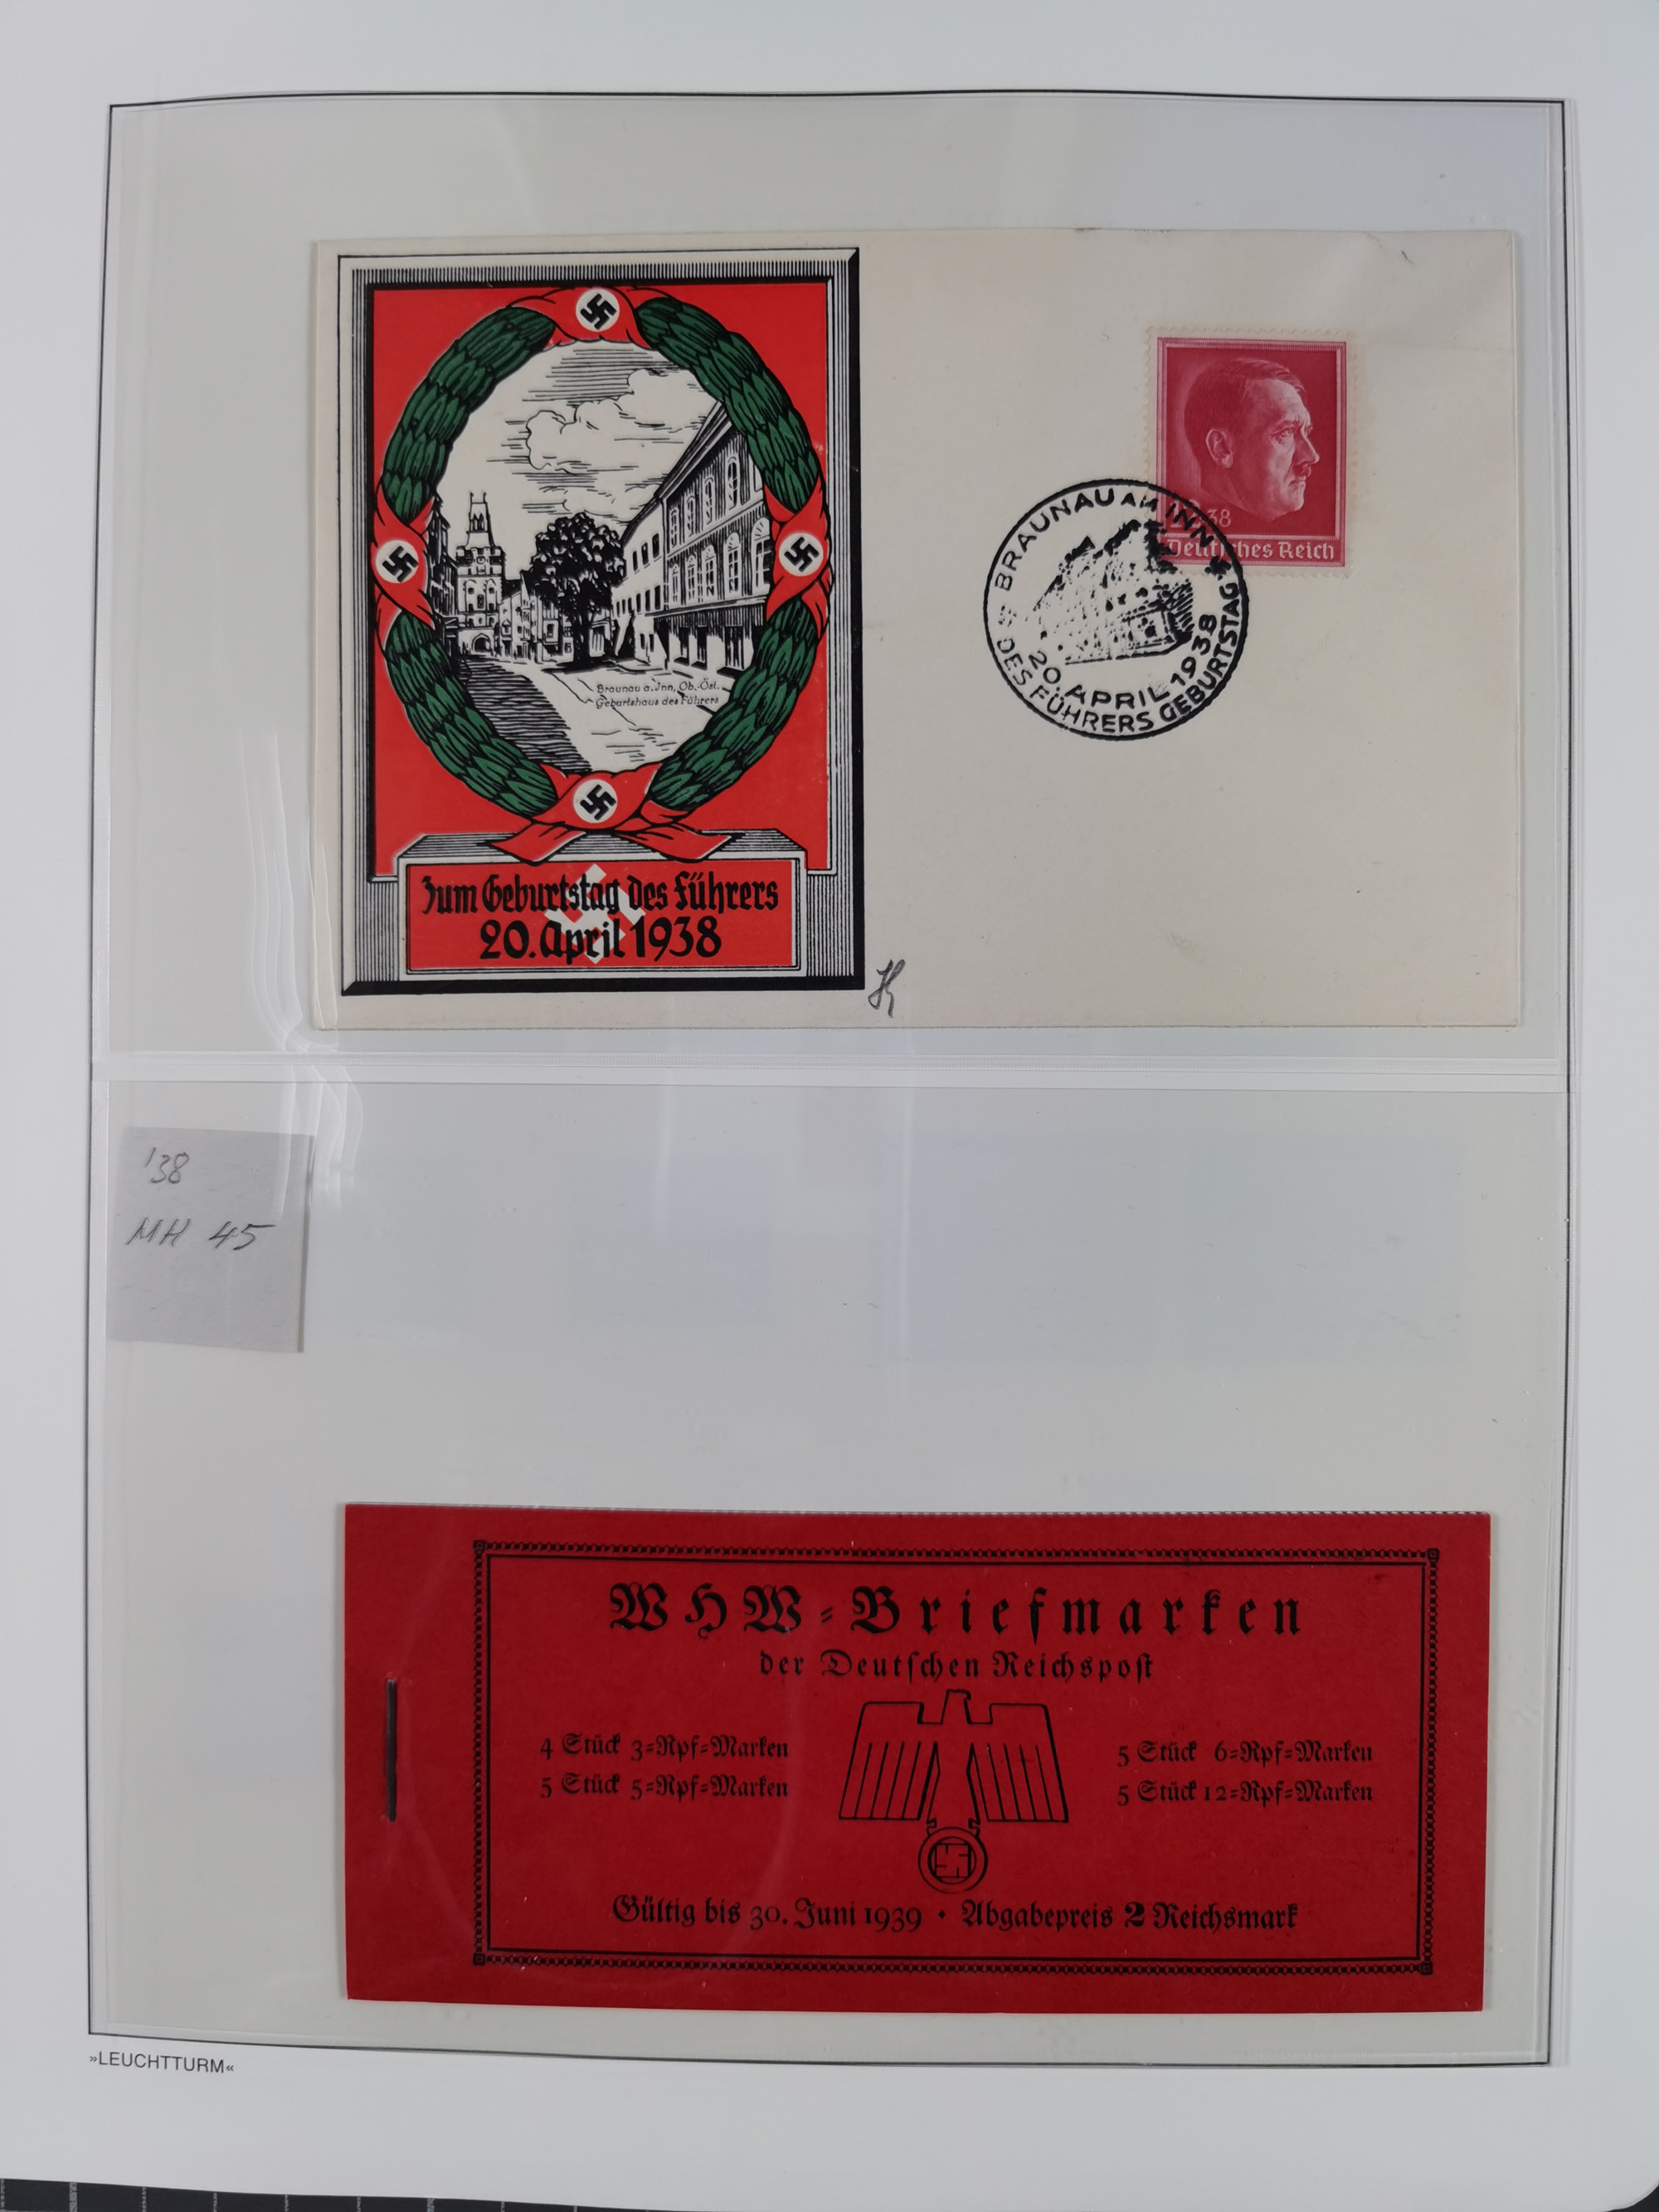 Braunau a. Inn, Ob.-Öst.
Geburtshaus des Führers
Zum Geburtstag des Führers
20. April 1938
38
Deutsches Reich
BRAUNAU AM INN
20. APRIL 1938
DES FÜHRERS GEBURTSTAG
'38
MH 45
WHW-Briefmarken
der Deutschen Reichspost
4 Stück 3-Rpf-Marken
5 Stück 5-Rpf-Marken
5 Stück 6-Rpf-Marken
5 Stück 12-Rpf-Marken
Gültig bis 30. Juni 1939 · Abgabepreis 2 Reichsmark
»LEUCHTTURM«